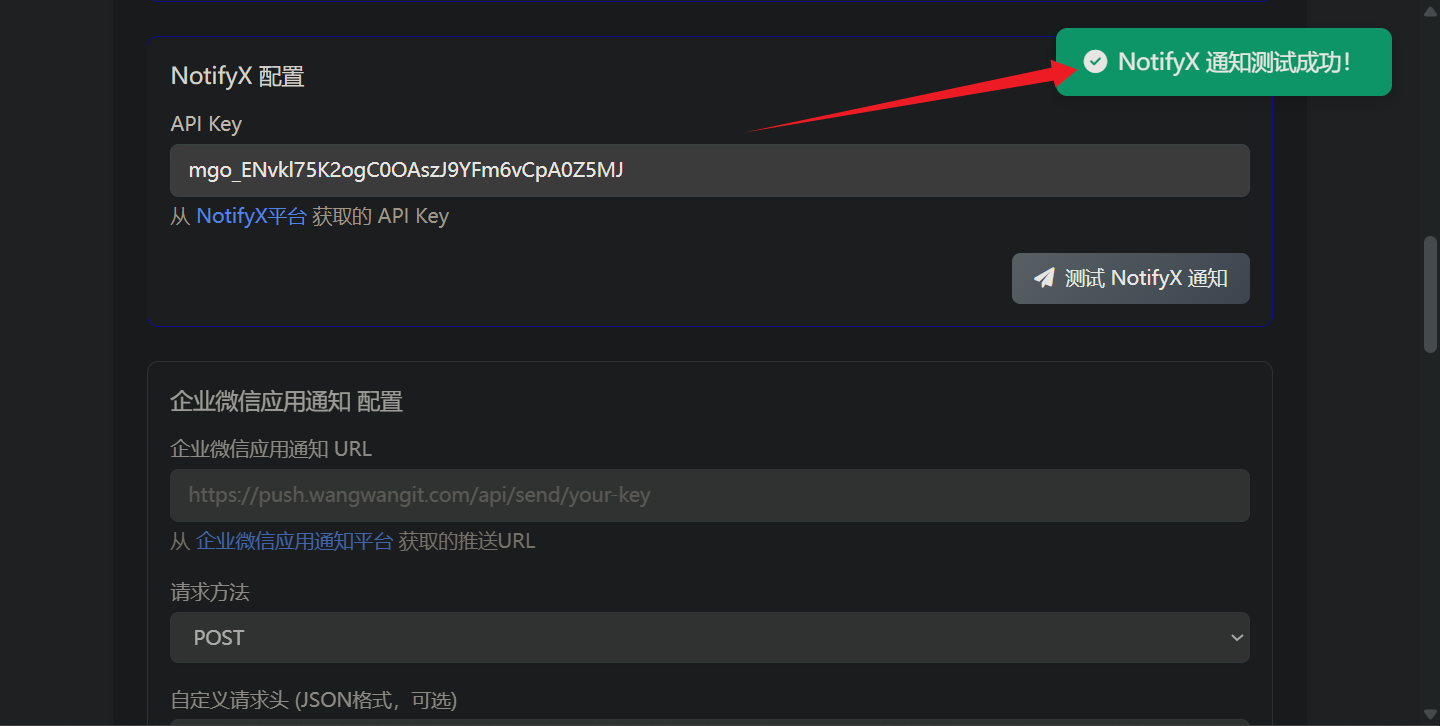 NotifyX 通知测试成功！
NotifyX 配置
API Key
mgo_ENvkl75K2ogC0OAszJ9YFm6vCpA0Z5MJ
从 NotifyX平台 获取的 API Key
测试 NotifyX 通知
企业微信应用通知 配置
企业微信应用通知 URL
https://push.wangwangit.com/api/send/your-key
从 企业微信应用通知平台 获取的推送URL
请求方法
POST
自定义请求头 (JSON格式，可选)